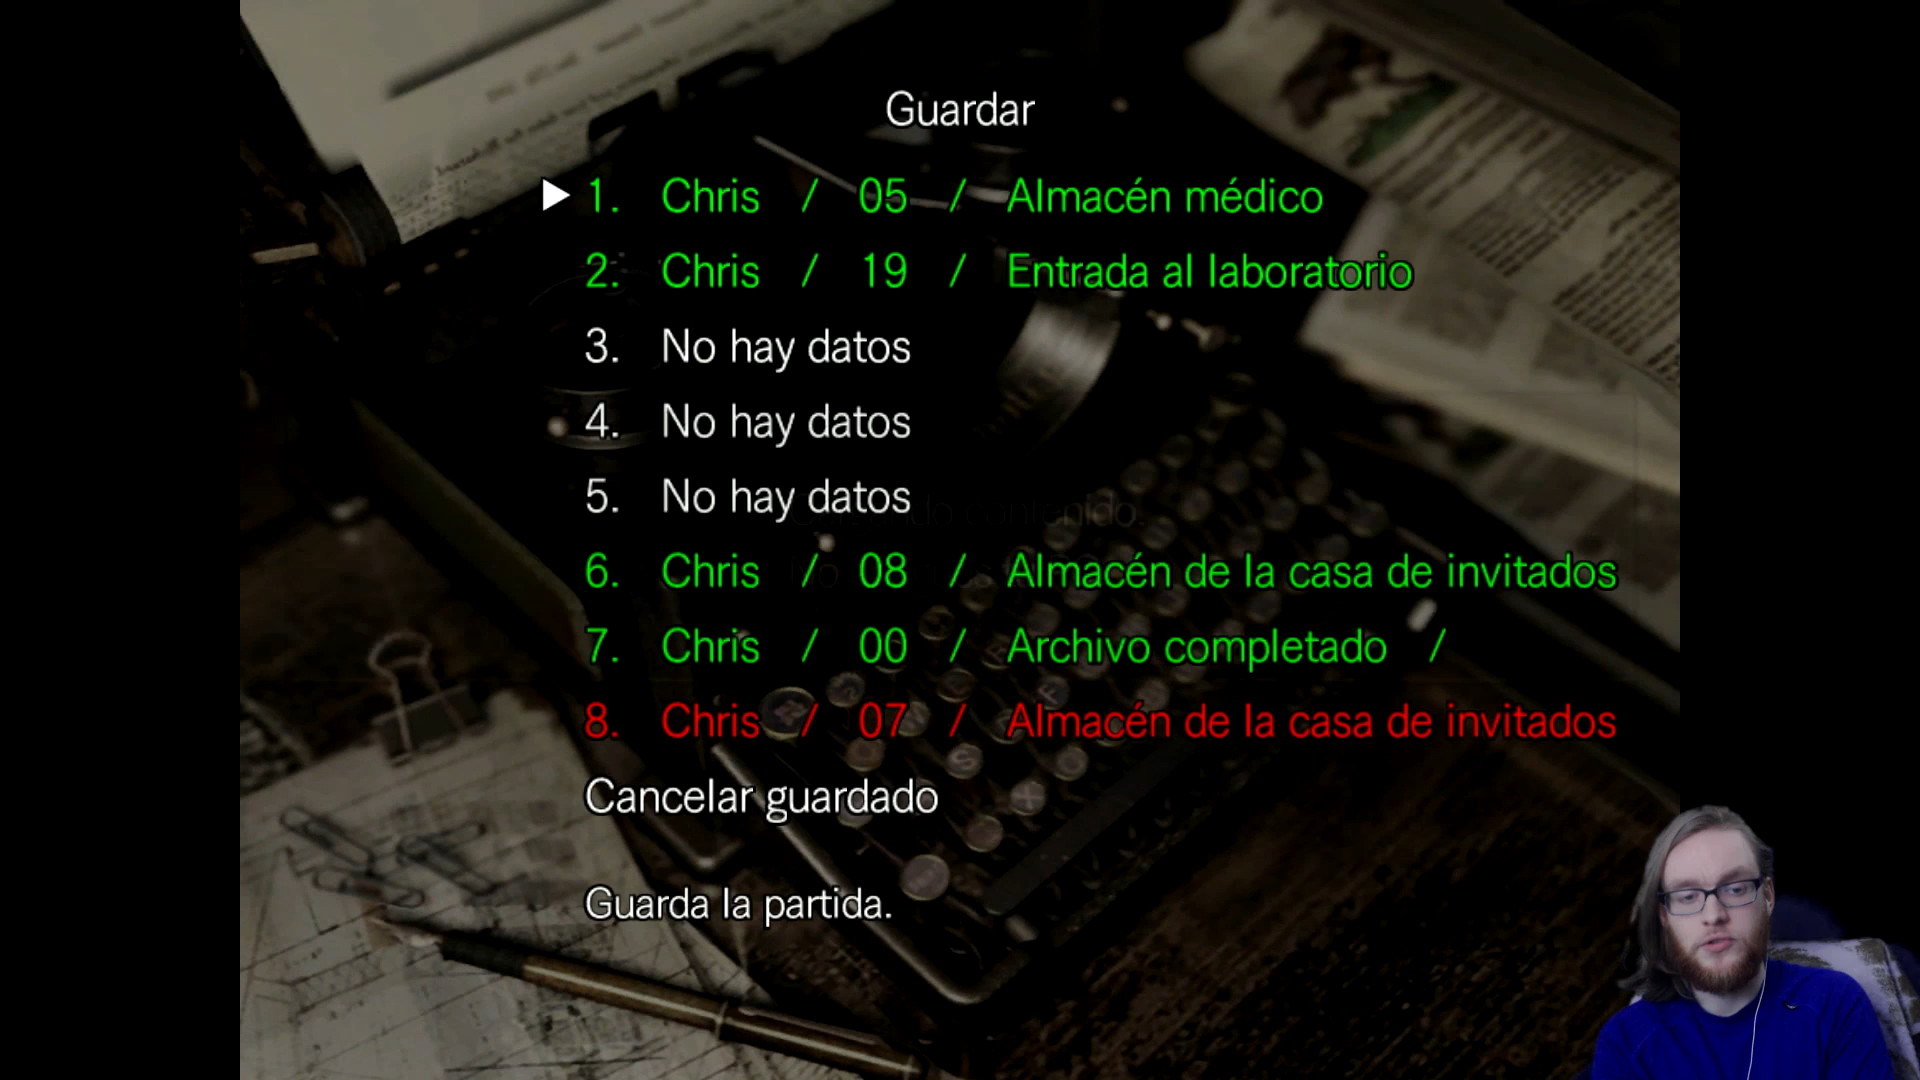 Guardar
1. Chris / 05 / Almacén médico
2. Chris / 19 / Entrada al laboratorio
3. No hay datos
4. No hay datos
5. No hay datos
6. Chris / 08 / Almacén de la casa de invitados
7. Chris / 00 / Archivo completado /
8. Chris / 07 / Almacén de la casa de invitados
Cancelar guardado
Guarda la partida.